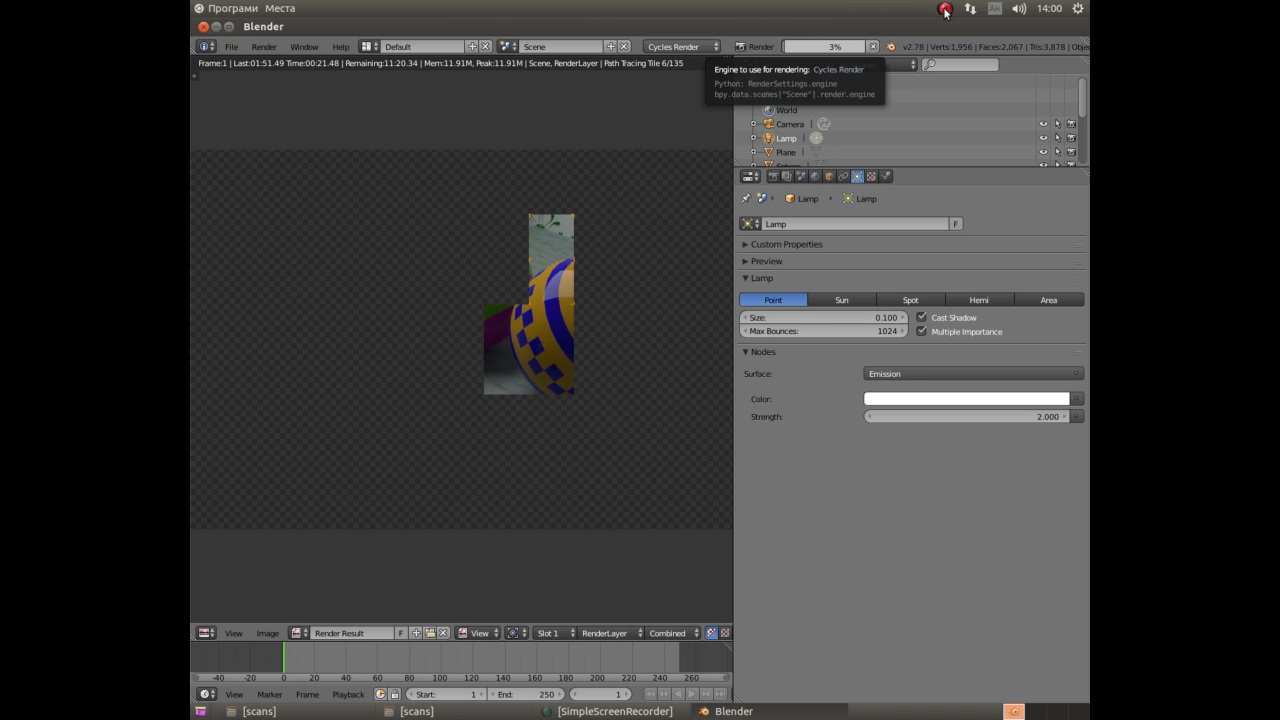 Програми Места
Ан 14:00
Blender
File Render Window Help Default Scene Cycles Render Render 3% v2.78 | Verts:1,956 | Faces:2,067 | Tris:3,878 | Obje
Frame:1 | Last:01:51.49 Time:00:21.48 | Remaining:11:20.34 | Mem:11.91M, Peak:11.91M | Scene, RenderLayer | Path Tracing Tile 6/135
Engine to use for rendering: Cycles Render
Python: RenderSettings.engine
bpy.data.scenes["Scene"].render.engine
World
Camera
Lamp
Plane
Lamp Lamp
Lamp F
Custom Properties
Preview
Lamp
Point Sun Spot Hemi Area
Size: 0.100 Cast Shadow
Max Bounces: 1024 Multiple Importance
Nodes
Surface: Emission
Color:
Strength: 2.000
View Image Render Result F View Slot 1 RenderLayer Combined
-40 -20 0 20 40 60 80 100 120 140 160 180 200 220 240 260
View Marker Frame Playback Start: 1 End: 250 1
[scans] [scans] [SimpleScreenRecorder] Blender